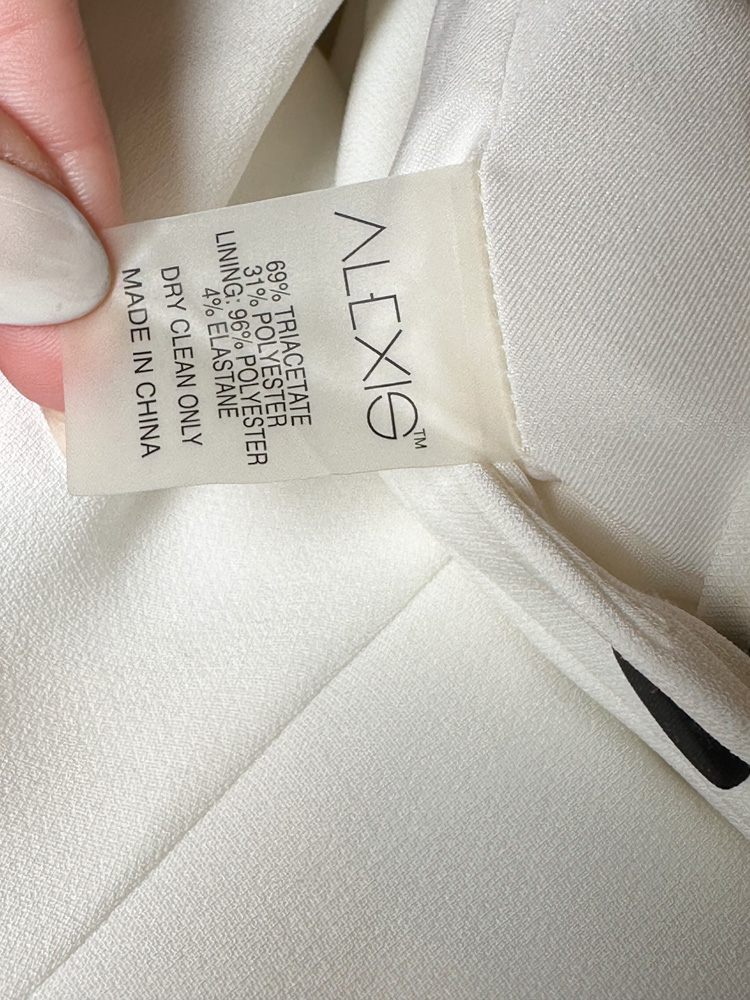 ALEXIS™
69% TRIACETATE
31% POLYESTER
LINING: 96% POLYESTER
4% ELASTANE
DRY CLEAN ONLY
MADE IN CHINA